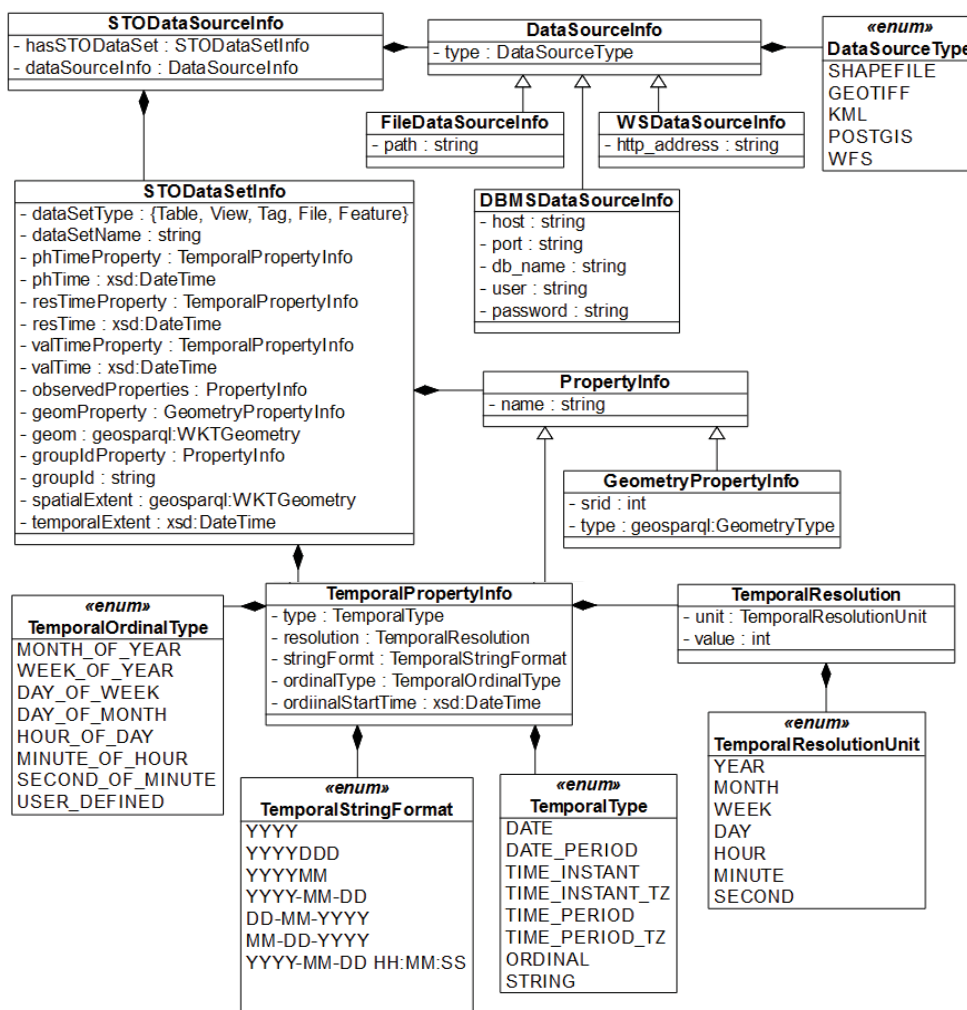 STODataSourceInfo
- hasSTODataSet : STODataSetInfo
- dataSourceInfo : DataSourceInfo
DataSourceInfo
- type : DataSourceType
«enum»
DataSourceType
SHAPEFILE
GEOTIFF
KML
POSTGIS
WFS
FileDataSourceInfo
- path : string
WSDataSourceInfo
- http_address : string
DBMSDataSourceInfo
- host : string
- port : string
- db_name : string
- user : string
- password : string
STODataSetInfo
- dataSetType : {Table, View, Tag, File, Feature}
- dataSetName : string
- phTimeProperty : TemporalPropertyInfo
- phTime : xsd:DateTime
- resTimeProperty : TemporalPropertyInfo
- resTime : xsd:DateTime
- valTimeProperty : TemporalPropertyInfo
- valTime : xsd:DateTime
- observedProperties : PropertyInfo
- geomProperty : GeometryPropertyInfo
- geom : geosparql:WKTGeometry
- groupIdProperty : PropertyInfo
- groupId : string
- spatialExtent : geosparql:WKTGeometry
- temporalExtent : xsd:DateTime
PropertyInfo
- name : string
GeometryPropertyInfo
- srid : int
- type : geosparql:GeometryType
«enum»
TemporalOrdinalType
MONTH_OF_YEAR
WEEK_OF_YEAR
DAY_OF_WEEK
DAY_OF_MONTH
HOUR_OF_DAY
MINUTE_OF_HOUR
SECOND_OF_MINUTE
USER_DEFINED
TemporalPropertyInfo
- type : TemporalType
- resolution : TemporalResolution
- stringFormt : TemporalStringFormat
- ordinalType : TemporalOrdinalType
- ordiinalStartTime : xsd:DateTime
TemporalResolution
- unit : TemporalResolutionUnit
- value : int
«enum»
TemporalStringFormat
YYYY
YYYYDDD
YYYYMM
YYYY-MM-DD
DD-MM-YYYY
MM-DD-YYYY
YYYY-MM-DD HH:MM:SS
«enum»
TemporalType
DATE
DATE_PERIOD
TIME_INSTANT
TIME_INSTANT_TZ
TIME_PERIOD
TIME_PERIOD_TZ
ORDINAL
STRING
«enum»
TemporalResolutionUnit
YEAR
MONTH
WEEK
DAY
HOUR
MINUTE
SECOND